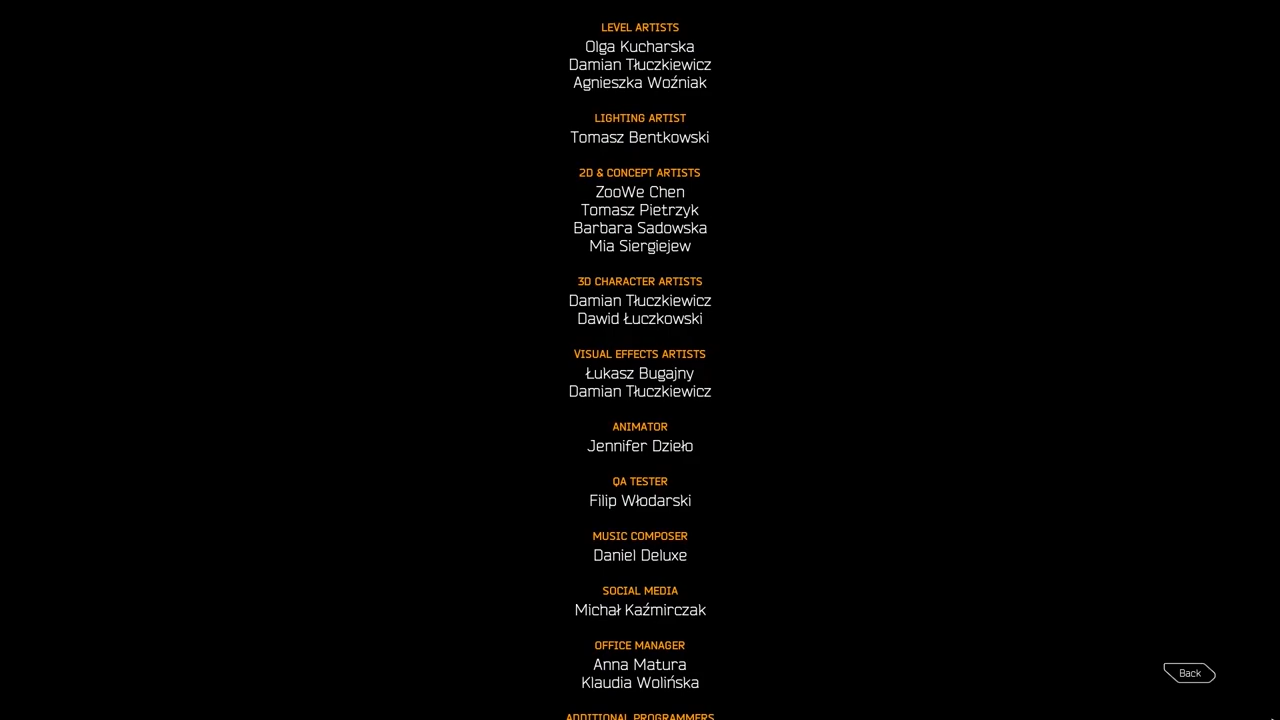 LEVEL ARTISTS
Olga Kucharska
Damian Tłuczkiewicz
Agnieszka Woźniak
LIGHTING ARTIST
Tomasz Bentkowski
2D & CONCEPT ARTISTS
ZooWe Chen
Tomasz Pietrzyk
Barbara Sadowska
Mia Siergiejew
3D CHARACTER ARTISTS
Damian Tłuczkiewicz
Dawid Łuczkowski
VISUAL EFFECTS ARTISTS
Łukasz Bugajny
Damian Tłuczkiewicz
ANIMATOR
Jennifer Dzieło
QA TESTER
Filip Włodarski
MUSIC COMPOSER
Daniel Deluxe
SOCIAL MEDIA
Michał Kaźmirczak
OFFICE MANAGER
Anna Matura
Klaudia Wolińska
Back
ADDITIONAL PROGRAMMERS